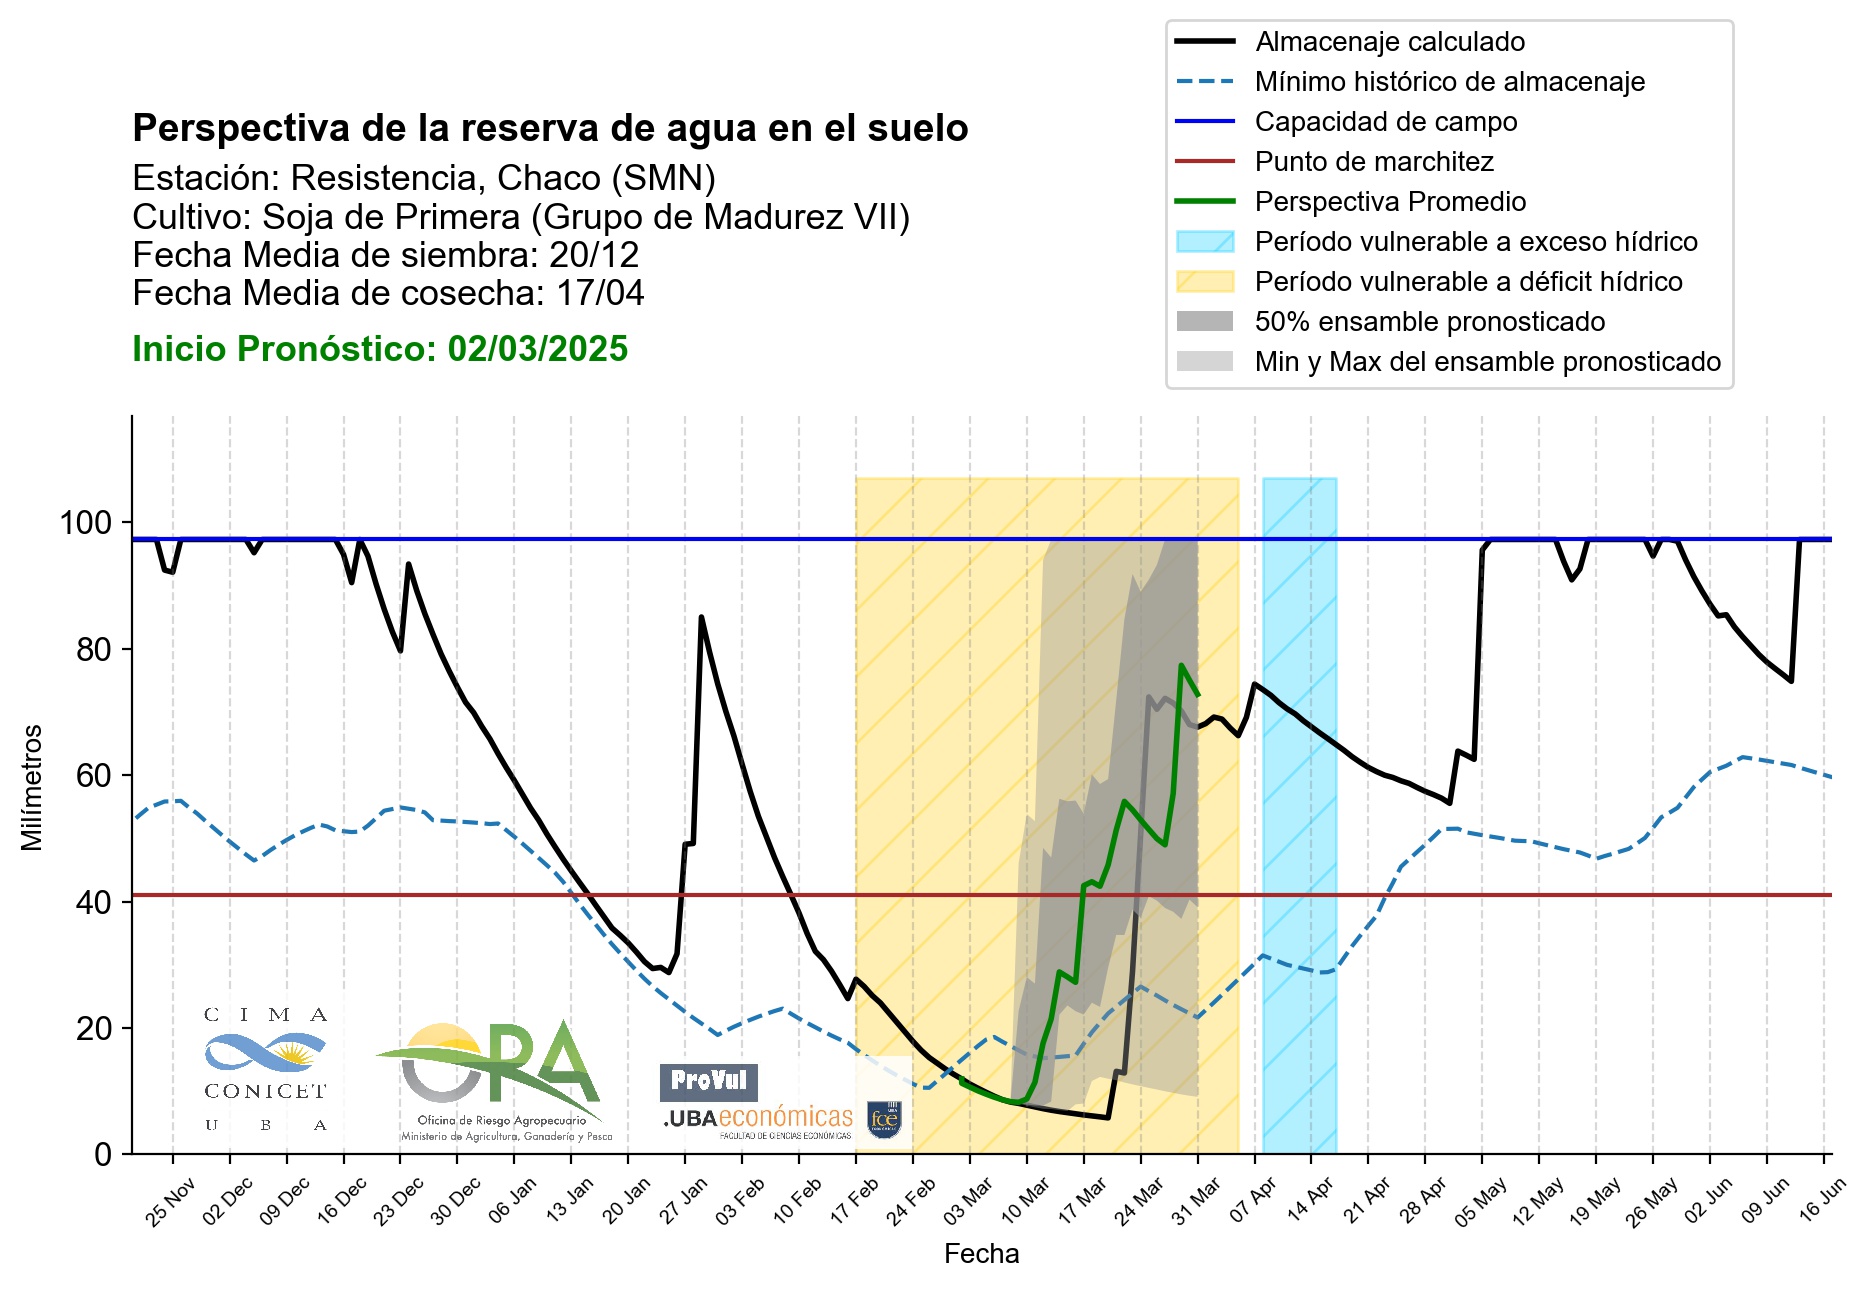 Almacenaje calculado
Mínimo histórico de almacenaje
Capacidad de campo
Punto de marchitez
Perspectiva Promedio
Período vulnerable a exceso hídrico
Período vulnerable a déficit hídrico
50% ensamble pronosticado
Min y Max del ensamble pronosticado
Perspectiva de la reserva de agua en el suelo
Estación: Resistencia, Chaco (SMN)
Cultivo: Soja de Primera (Grupo de Madurez VII)
Fecha Media de siembra: 20/12
Fecha Media de cosecha: 17/04
Inicio Pronóstico: 02/03/2025
Milímetros
100
80
60
40
20
0
C I M A
CONICET
U B A
OPA
Oficina de Riesgo Agropecuario
Ministerio de Agricultura, Ganadería y Pesca
ProVul
.UBAeconómicas
FACULTAD DE CIENCIAS ECONÓMICAS
fce
25 Nov
02 Dec
09 Dec
16 Dec
23 Dec
30 Dec
06 Jan
13 Jan
20 Jan
27 Jan
03 Feb
10 Feb
17 Feb
24 Feb
03 Mar
10 Mar
17 Mar
24 Mar
31 Mar
07 Apr
14 Apr
21 Apr
28 Apr
05 May
12 May
19 May
26 May
02 Jun
09 Jun
16 Jun
Fecha